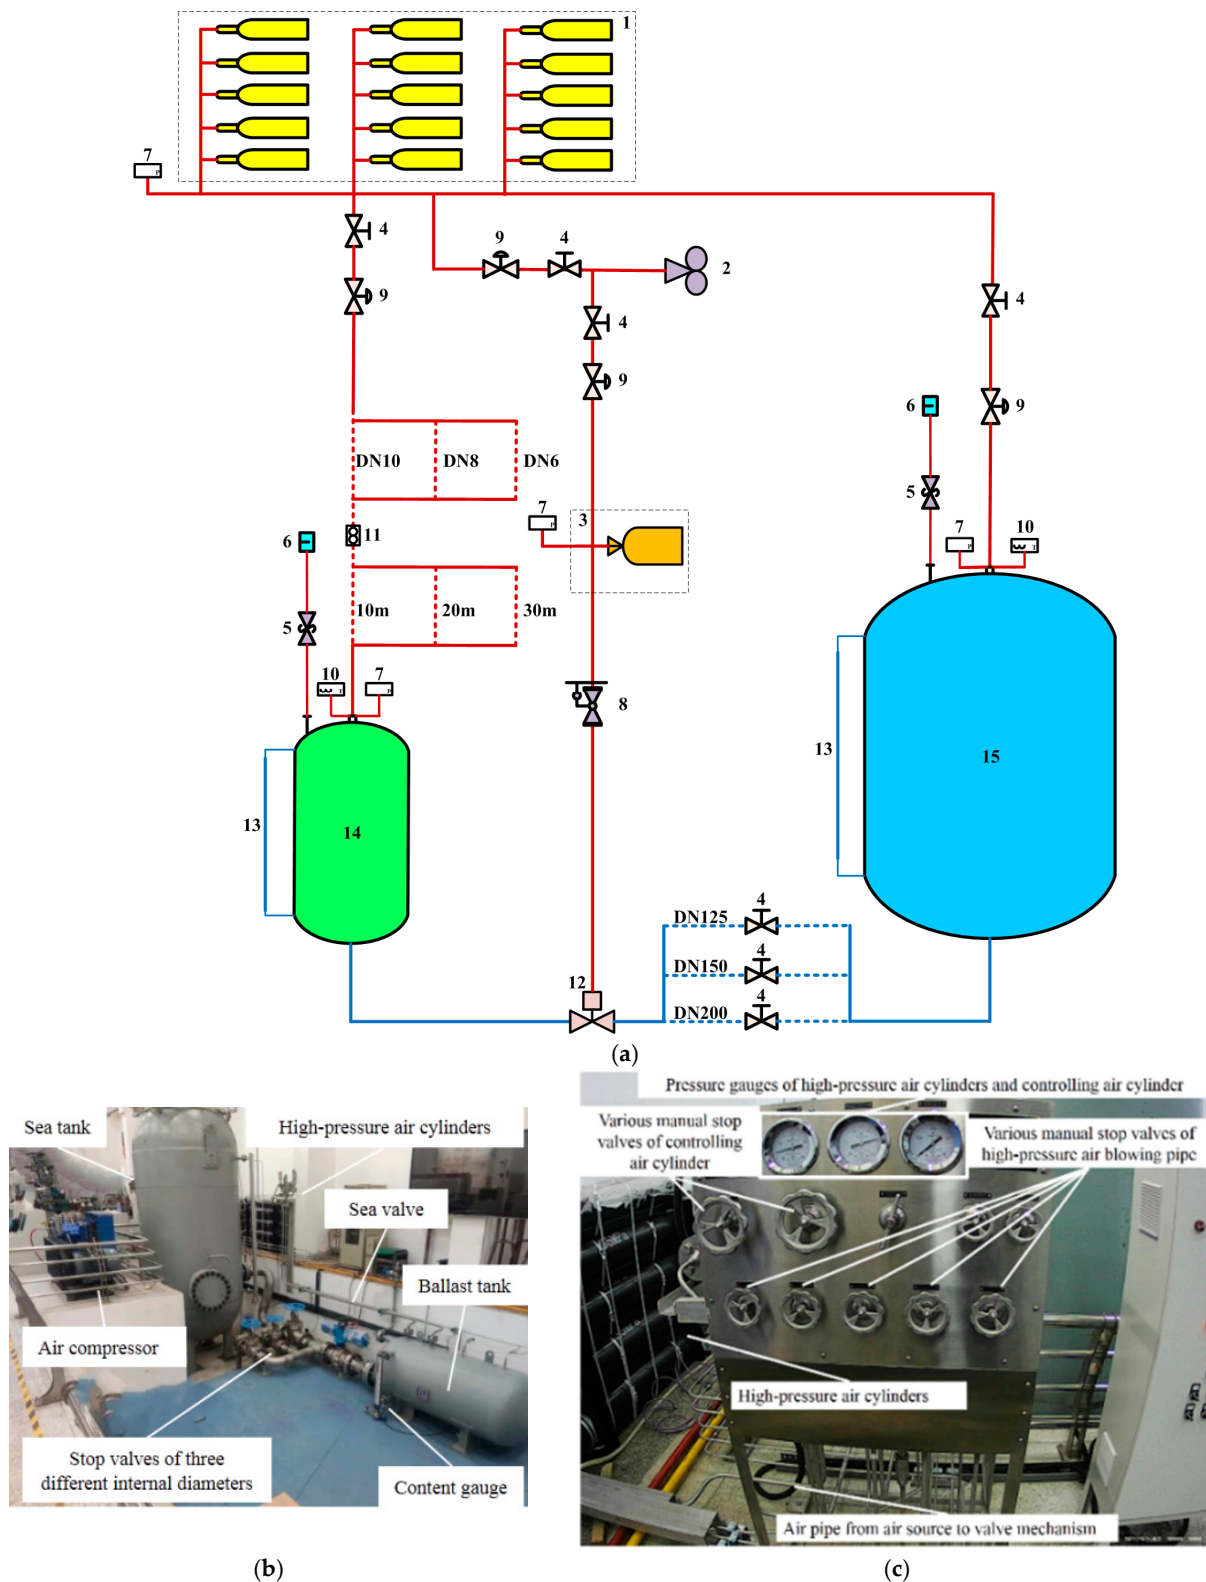 1
7
4
9
4
2
9
4
4
9
9
6
6
5
DN10
DN8
DN6
7
3
7
10
11
6
10m
20m
30m
5
10
7
8
13
15
13
14
4
DN125
4
DN150
12
4
DN200
(a)
Pressure gauges of high-pressure air cylinders and controlling air cylinder
Sea tank
High-pressure air cylinders
Sea valve
Ballast tank
Air compressor
Stop valves of three
different internal diameters
Content gauge
Various manual stop
valves of controlling
air cylinder
Various manual stop valves of
high-pressure air blowing pipe
High-pressure air cylinders
Air pipe from air source to valve mechanism
(b)
(c)